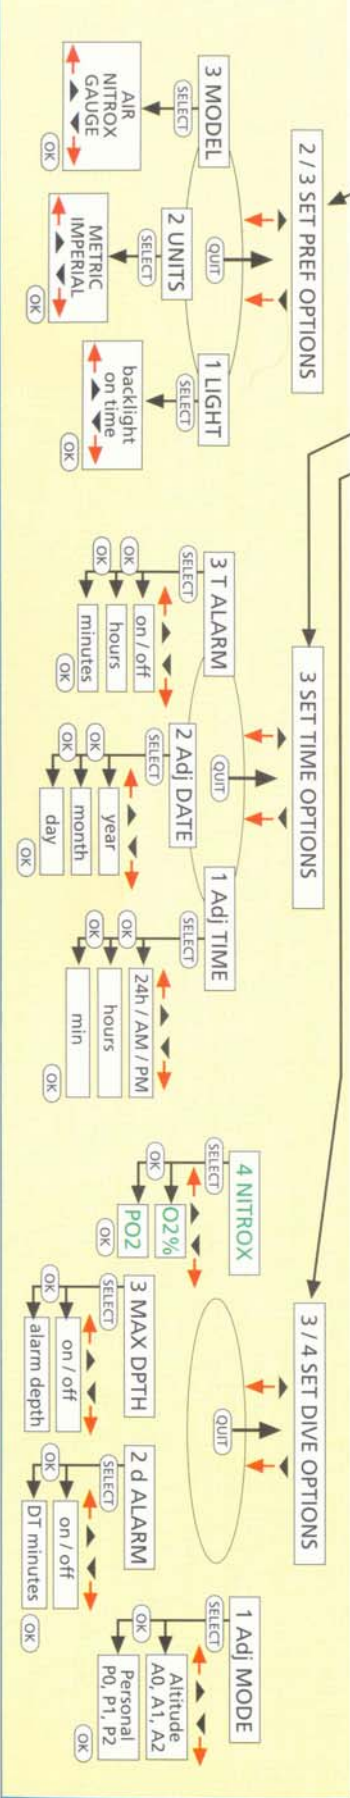 2 / 3 SET PREF OPTIONS
QUIT
3 MODEL
SELECT
AIR
NITROX
GAUGE
OK
2 UNITS
SELECT
METRIC
IMPERIAL
OK
1 LIGHT
SELECT
backlight
on time
OK
3 SET TIME OPTIONS
QUIT
3 T ALARM
SELECT
on / off
OK
hours
OK
minutes
OK
2 Adj DATE
SELECT
year
OK
month
OK
day
OK
1 Adj TIME
SELECT
24h / AM / PM
OK
hours
OK
min
OK
3 / 4 SET DIVE OPTIONS
QUIT
4 NITROX
SELECT
O2%
OK
PO2
OK
3 MAX DPTH
SELECT
on / off
OK
alarm depth
2 d ALARM
SELECT
on / off
OK
DT minutes
OK
1 Adj MODE
SELECT
Altitude
A0, A1, A2
OK
Personal
P0, P1, P2
OK